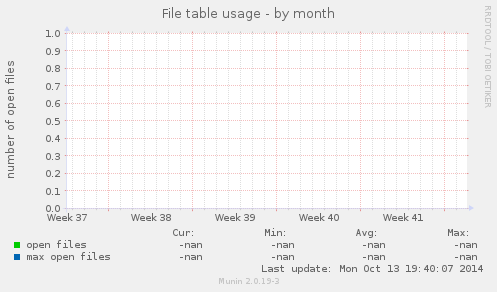 File table usage - by month
RRDTOOL / TOBI OETIKER
number of open files
1.0
0.9
0.8
0.7
0.6
0.5
0.4
0.3
0.2
0.1
0.0
Week 37 Week 38 Week 39 Week 40 Week 41
Cur: Min: Avg: Max:
open files -nan -nan -nan -nan
max open files -nan -nan -nan -nan
Last update: Mon Oct 13 19:40:07 2014
Munin 2.0.19-3